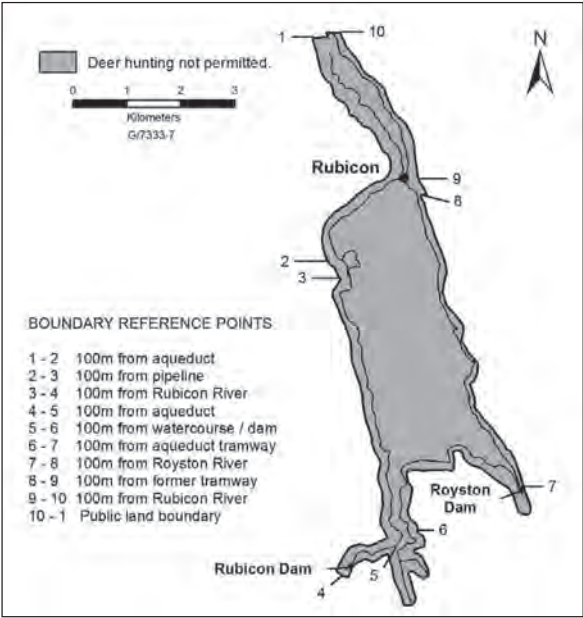 1
10
N
Deer hunting not permitted.
0 1 2 3
Kilometers
G/7333-7
Rubicon
9
8
2
3
BOUNDARY REFERENCE POINTS
1 - 2 100m from aqueduct
2 - 3 100m from pipeline
3 - 4 100m from Rubicon River
4 - 5 100m from aqueduct
5 - 6 100m from watercourse / dam
6 - 7 100m from aqueduct tramway
7 - 8 100m from Royston River
8 - 9 100m from former tramway
9 - 10 100m from Rubicon River
10 - 1 Public land boundary
7
Royston
Dam
6
Rubicon Dam
5
4